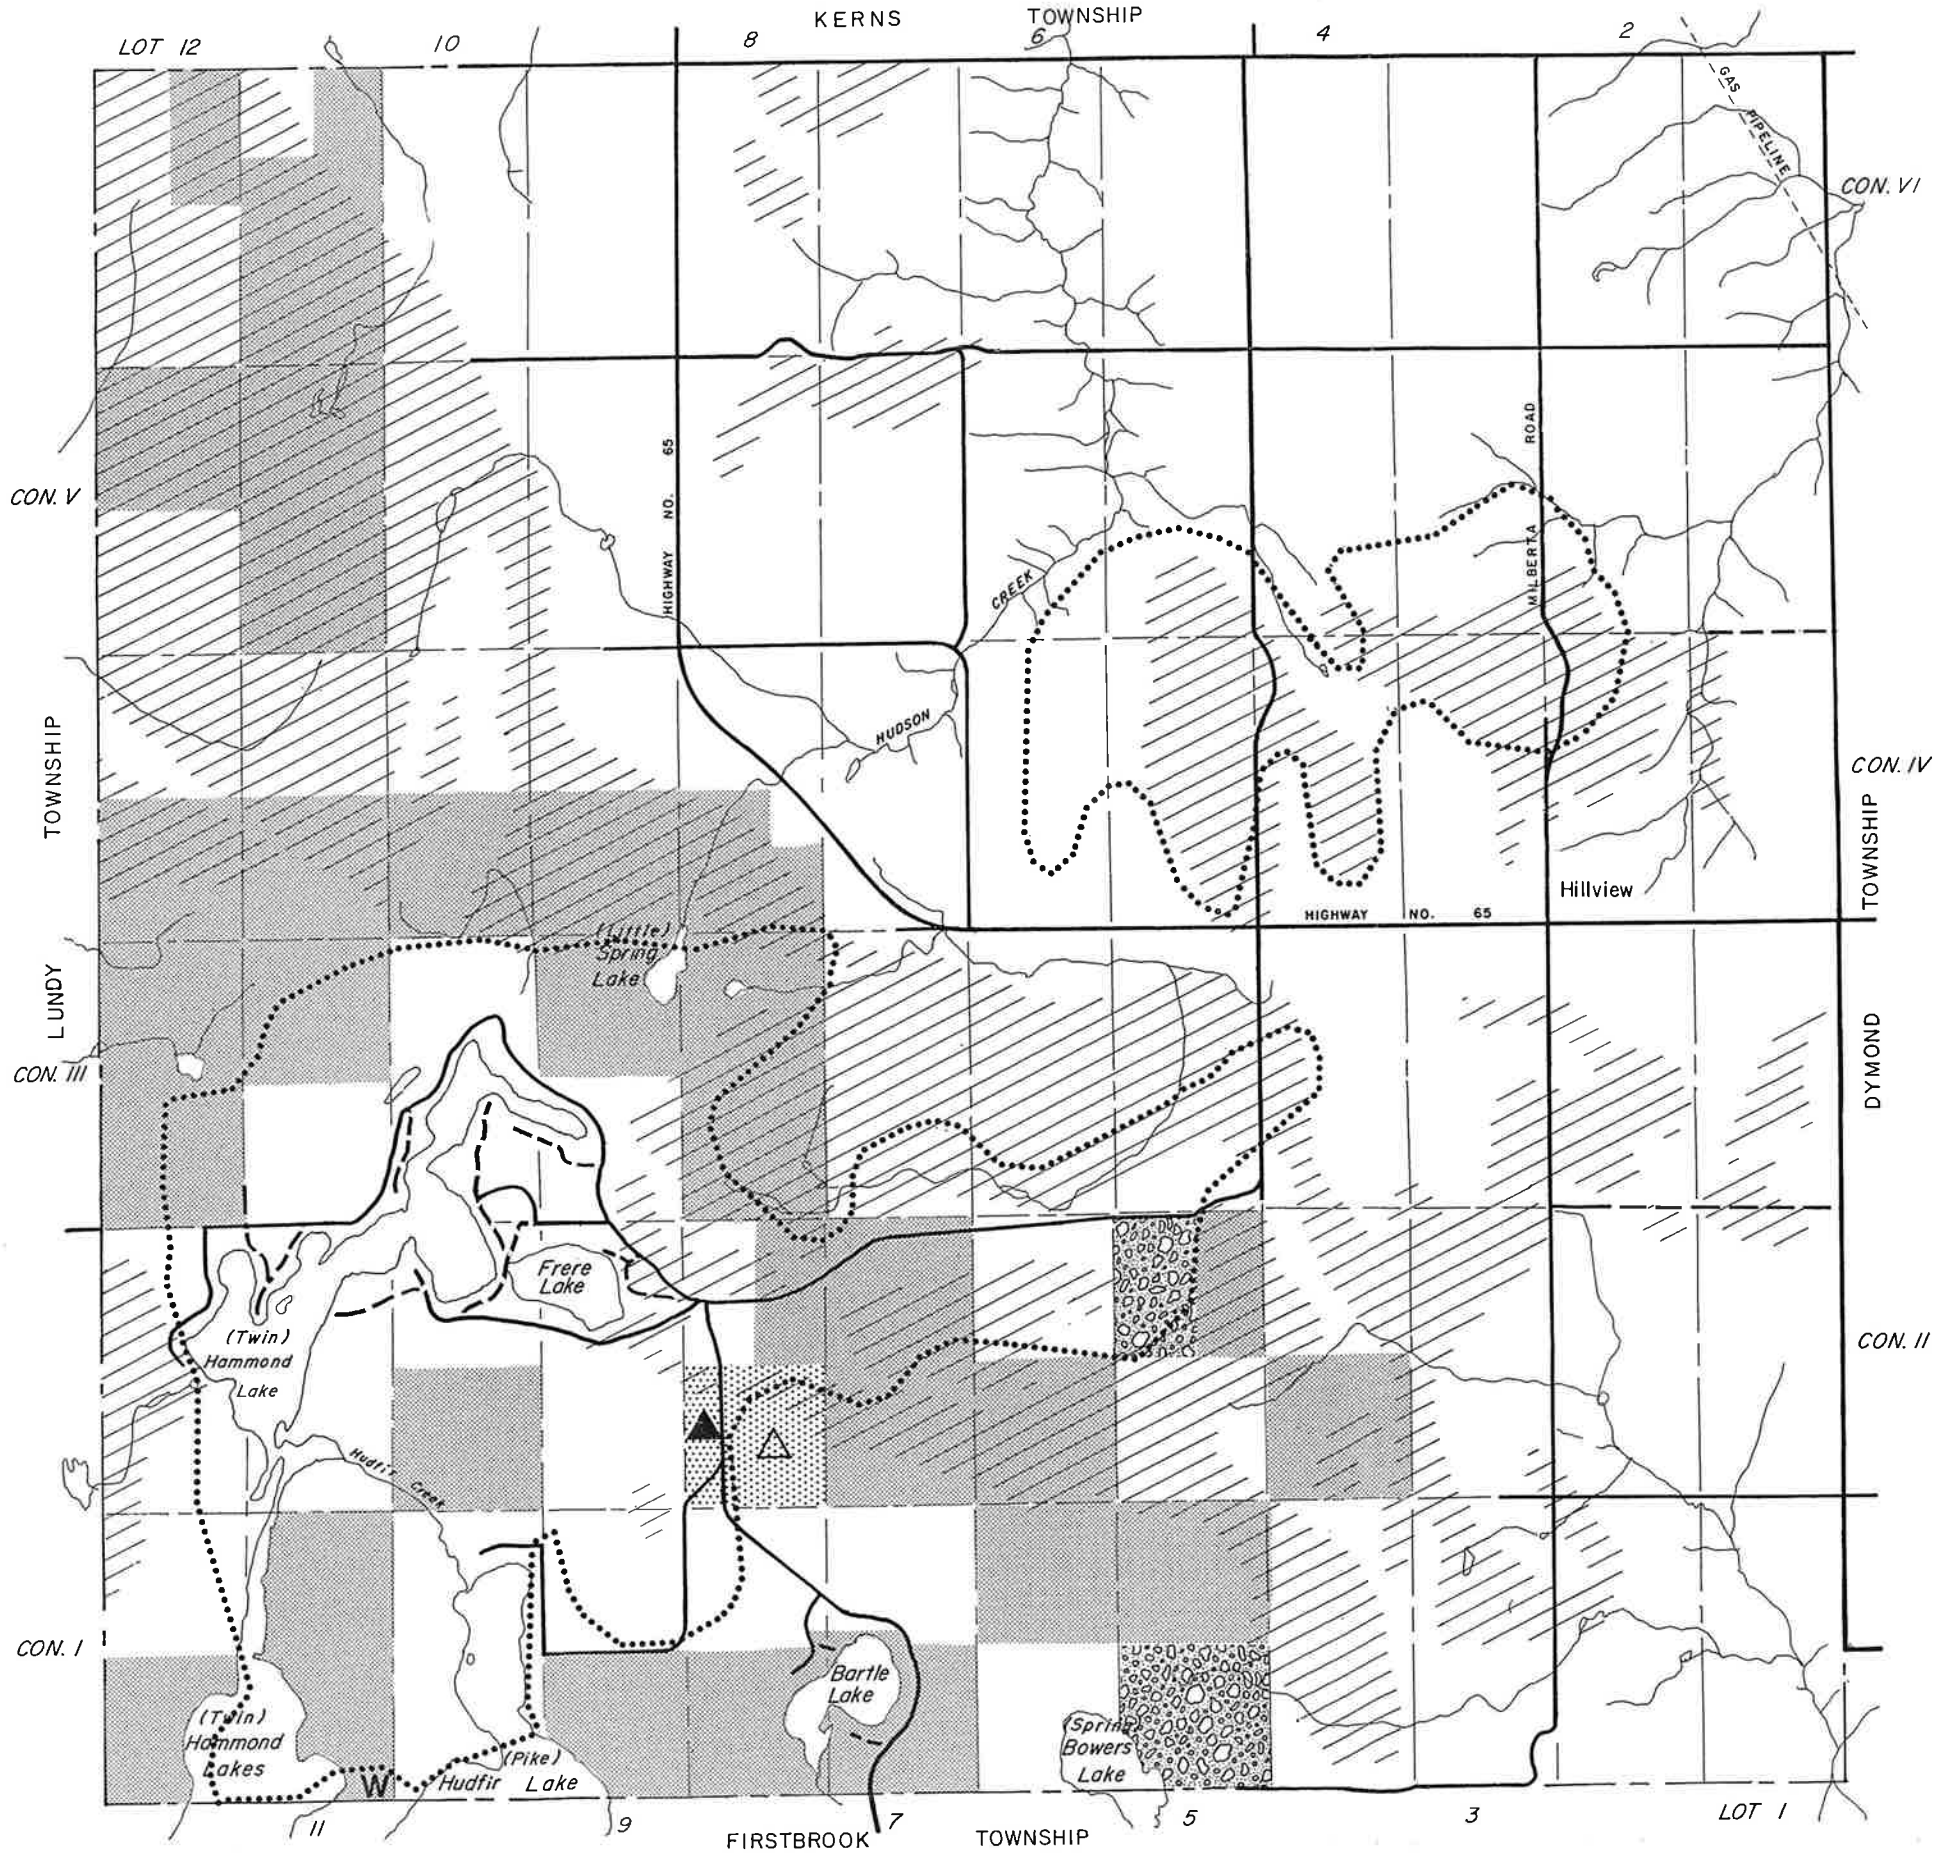 KERNS TOWNSHIP
LOT 12
10
8
6
4
2
GAS PIPELINE
CON. VI
HIGHWAY NO. 65
MILBERTA ROAD
CON. V
CREEK
HUDSON
TOWNSHIP
LUNDY
CON. IV
TOWNSHIP
DYMOND
Hillview
HIGHWAY NO. 65
(Little)
Spring
Lake
CON. III
Frere
Lake
(Twin)
Hammond
Lake
CON. II
Hudfir Creek
CON. I
Bartle
Lake
(Twin)
Hammond
Lakes
W
(Pike)
Hudfir Lake
(Spring)
Bowers
Lake
11
9
7
5
3
LOT 1
FIRSTBROOK TOWNSHIP